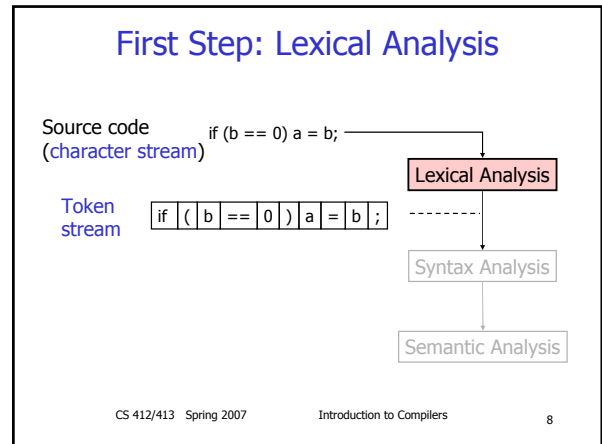 First Step: Lexical Analysis
Source code
(character stream)
if (b == 0) a = b;
Lexical Analysis
Token
stream
if ( b == 0 ) a = b ;
Syntax Analysis
Semantic Analysis
CS 412/413 Spring 2007 Introduction to Compilers 8